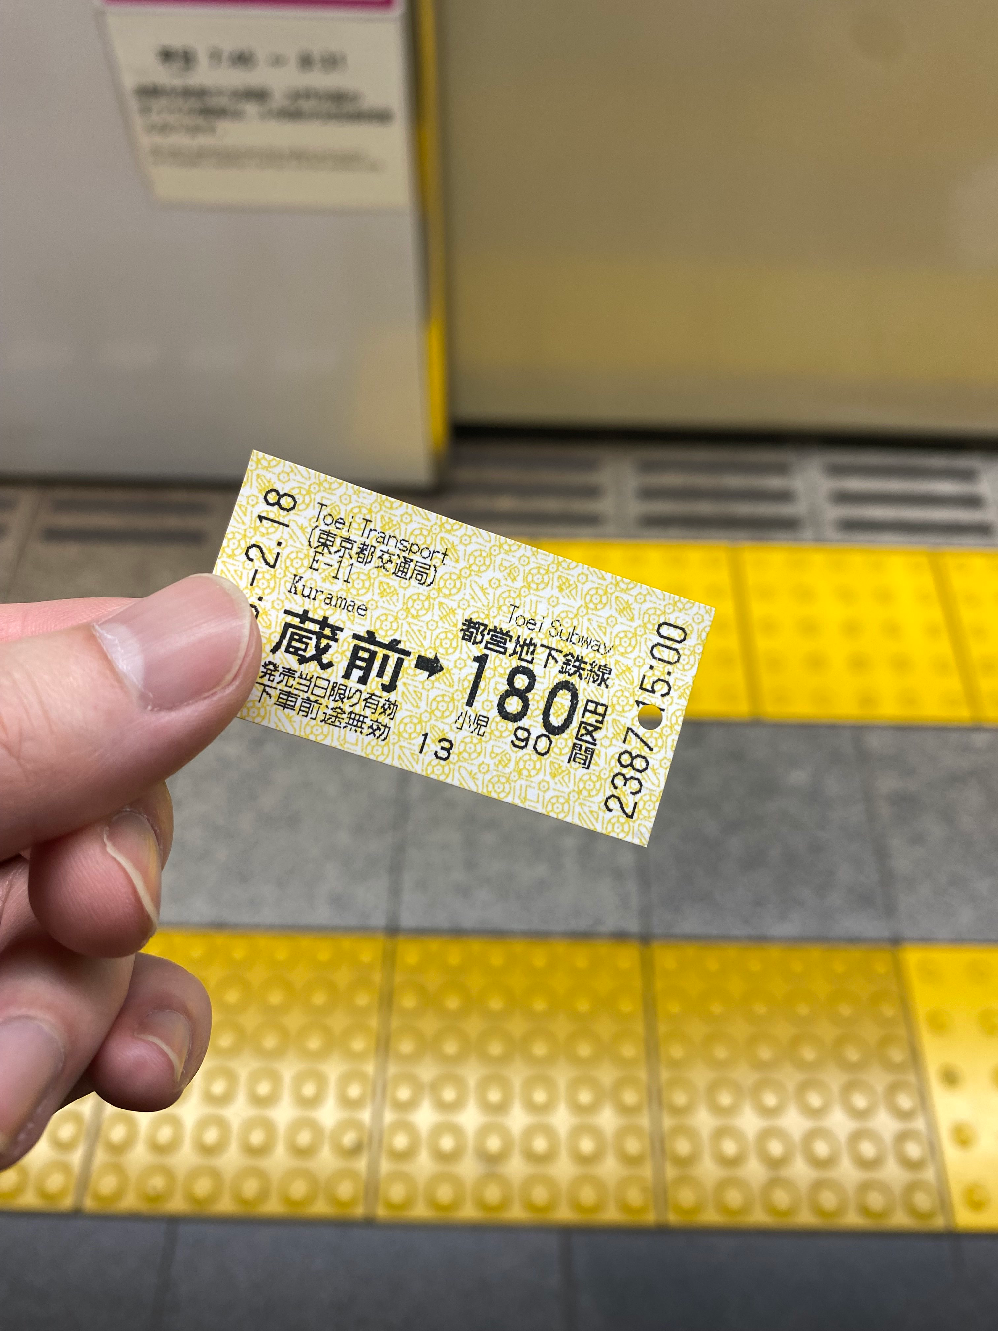 -2.18
Toei Transport
(東京都交通局)
E-11
Kuramae
蔵前➡
発売当日限り有効
下車前途無効
Toei Subway
都営地下鉄線
180円区間
小児 90
13
2387 15:00